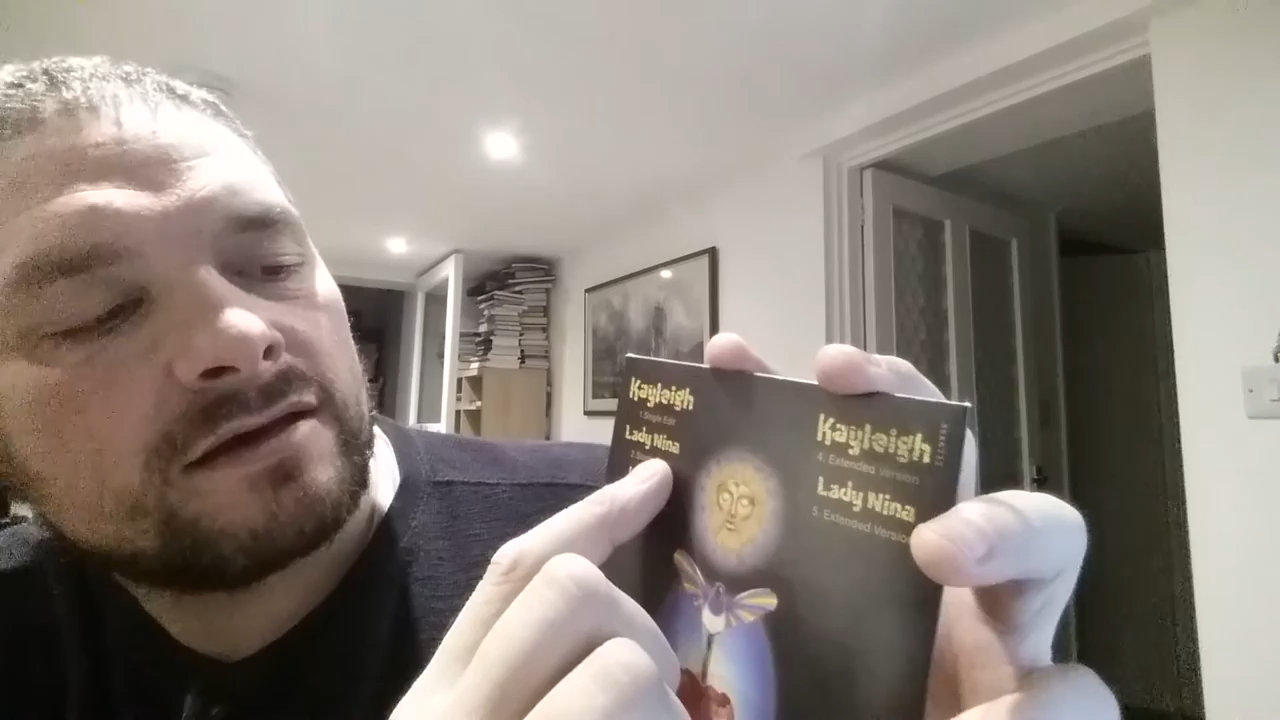 Kayleigh
1. Single Edit
Lady Nina
Kayleigh
4. Extended Version
Lady Nina
5. Extended Version